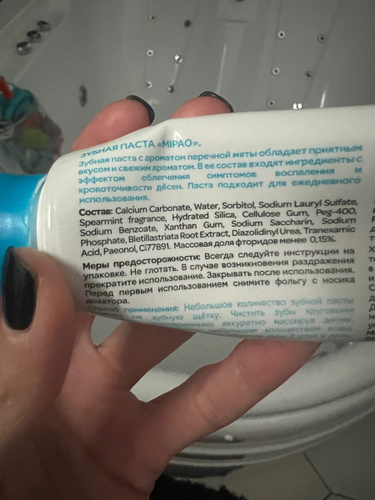 ЗУБНАЯ ПАСТА «MIPAO».
Зубная паста с ароматом перечной мяты обладает приятным
вкусом и свежим ароматом. В ее состав входят ингредиенты с
эффектом облегчения симптомов воспаления и
кровоточивости дёсен. Паста подходит для ежедневного
использования.
Состав: Calcium Carbonate, Water, Sorbitol, Sodium Lauryl Sulfate,
Spearmint fragrance, Hydrated Silica, Cellulose Gum, Peg-400,
Sodium Benzoate, Xanthan Gum, Sodium Saccharin, Sodium
Phosphate, Bletillastriata Root Extract, Diazolidinyl Urea, Tranexamic
Acid, Paeonol, CI77891. Массовая доля фторидов менее 0,15%.
Меры предосторожности: Всегда следуйте инструкции на
упаковке. Не глотать. В случае возникновения раздражения
прекратите использование. Закрывать после использования.
Перед первым использованием снимите фольгу с носика
дозатора.
применения: Небольшое количество зубной пасты
зубную щётку. Чистить зубы круговыми
аккуратно массируя десны.
количеством воды.